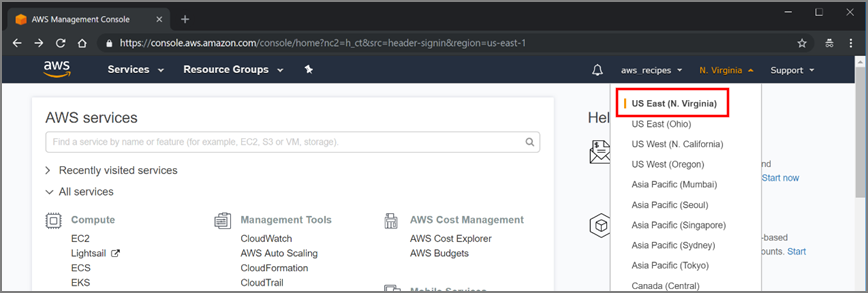 AWS Management Console
https://console.aws.amazon.com/console/home?nc2=h_ct&src=header-signin&region=us-east-1
aws Services Resource Groups aws_recipes N. Virginia Support
AWS services
Find a service by name or feature (for example, EC2, S3 or VM, storage).
Recently visited services
All services
Compute
EC2
Lightsail
ECS
EKS
Management Tools
CloudWatch
AWS Auto Scaling
CloudFormation
CloudTrail
AWS Cost Management
AWS Cost Explorer
AWS Budgets
Mobile Services
Hel
US East (N. Virginia)
US East (Ohio)
US West (N. California)
US West (Oregon)
Asia Pacific (Mumbai)
Asia Pacific (Seoul)
Asia Pacific (Singapore)
Asia Pacific (Sydney)
Asia Pacific (Tokyo)
Canada (Central)
nd
Start now
-based
ounts. Start